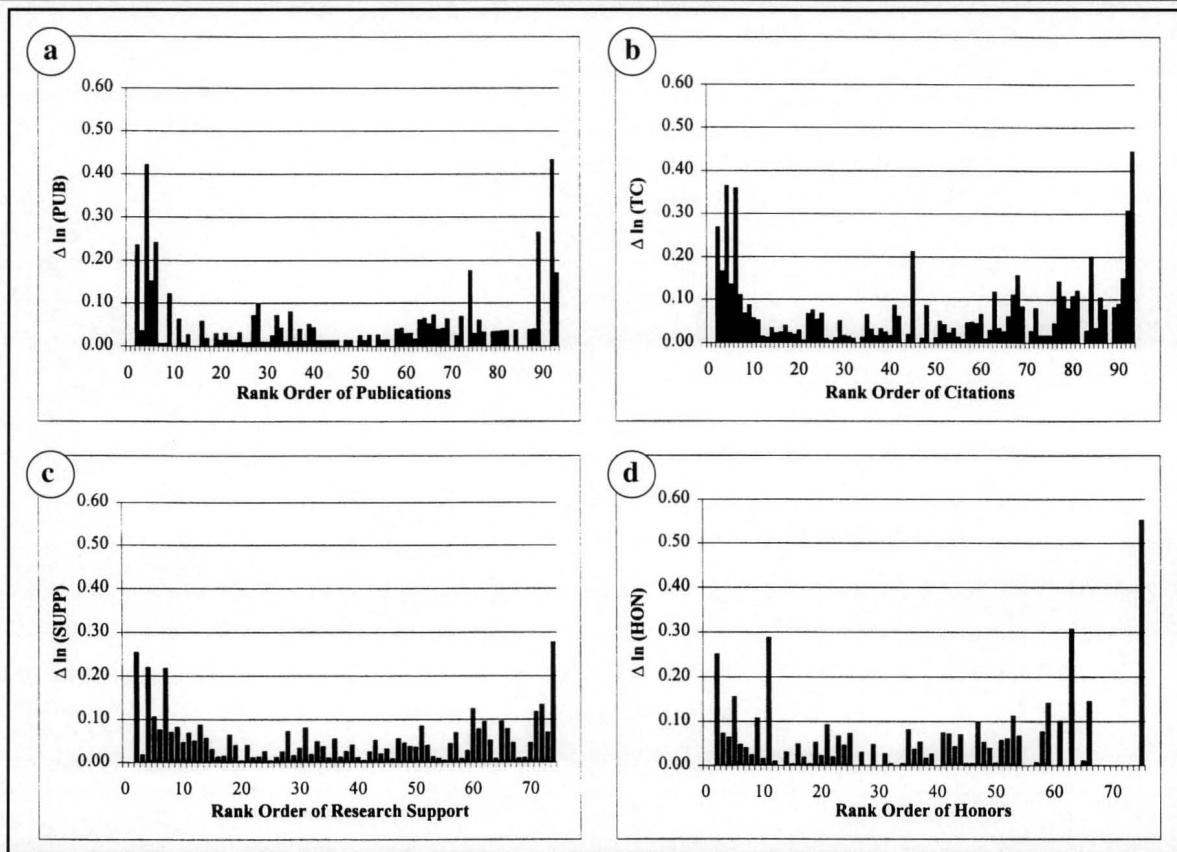 a
0.60
0.50
0.40
0.30
0.20
0.10
0.00
Δ ln (PUB)
0 10 20 30 40 50 60 70 80 90
Rank Order of Publications
b
0.60
0.50
0.40
0.30
0.20
0.10
0.00
Δ ln (TC)
0 10 20 30 40 50 60 70 80 90
Rank Order of Citations
c
0.60
0.50
0.40
0.30
0.20
0.10
0.00
Δ ln (SUPP)
0 10 20 30 40 50 60 70
Rank Order of Research Support
d
0.60
0.50
0.40
0.30
0.20
0.10
0.00
Δ ln (HON)
0 10 20 30 40 50 60 70
Rank Order of Honors